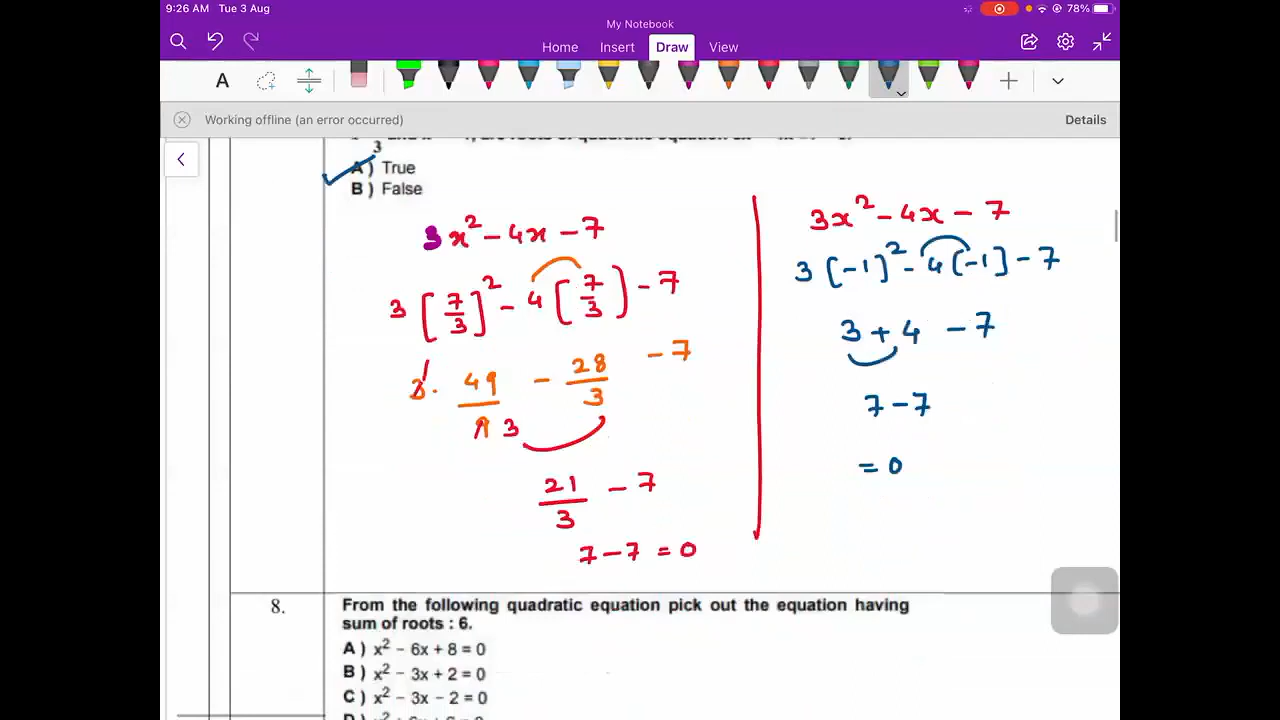 9:26 AM Tue 3 Aug
78%
My Notebook
Home Insert Draw View
A
Working offline (an error occurred)
Details
3
A ) True
B ) False
3x² - 4x - 7
3[7/3]² - 4[7/3) - 7
3. 49/9 - 28/3 - 7
1 3
21/3 - 7
7 - 7 = 0
3x² - 4x - 7
3[-1]² - 4[-1] - 7
3 + 4 - 7
7 - 7
= 0
8. From the following quadratic equation pick out the equation having
sum of roots : 6.
A ) x² - 6x + 8 = 0
B ) x² - 3x + 2 = 0
C ) x² - 3x - 2 = 0